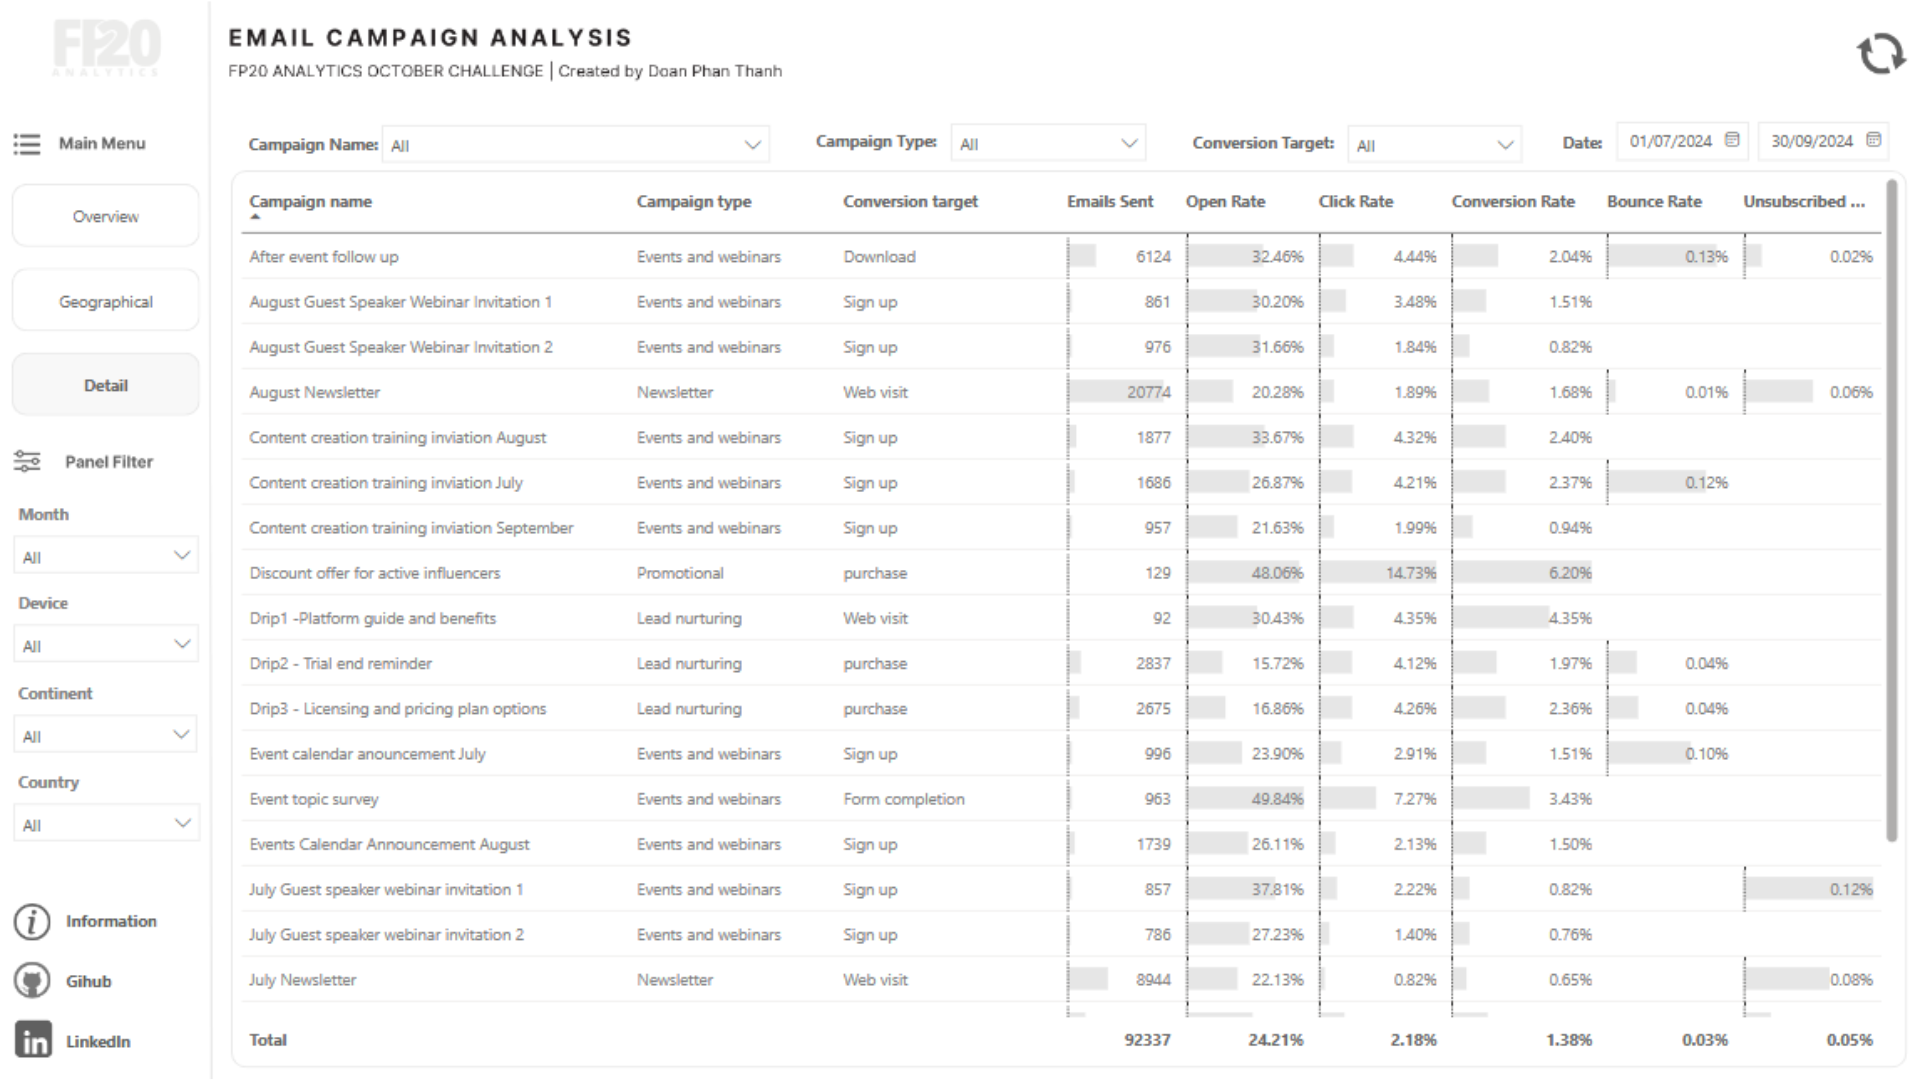 FP20
ANALYTICS
EMAIL CAMPAIGN ANALYSIS
FP20 ANALYTICS OCTOBER CHALLENGE | Created by Doan Phan Thanh
Main Menu
Overview
Geographical
Detail
Panel Filter
Month
All
Device
All
Continent
All
Country
All
Information
Gihub
in LinkedIn
Campaign Name: All
Campaign Type: All
Conversion Target: All
Date: 01/07/2024 30/09/2024
Campaign name Campaign type Conversion target Emails Sent Open Rate Click Rate Conversion Rate Bounce Rate Unsubscribed ...
After event follow up Events and webinars Download 6124 32.46% 4.44% 2.04% 0.13% 0.02%
August Guest Speaker Webinar Invitation 1 Events and webinars Sign up 861 30.20% 3.48% 1.51%
August Guest Speaker Webinar Invitation 2 Events and webinars Sign up 976 31.66% 1.84% 0.82%
August Newsletter Newsletter Web visit 20774 20.28% 1.89% 1.68% 0.01% 0.06%
Content creation training inviation August Events and webinars Sign up 1877 33.67% 4.32% 2.40%
Content creation training inviation July Events and webinars Sign up 1686 26.87% 4.21% 2.37% 0.12%
Content creation training inviation September Events and webinars Sign up 957 21.63% 1.99% 0.94%
Discount offer for active influencers Promotional purchase 129 48.06% 14.73% 6.20%
Drip1 -Platform guide and benefits Lead nurturing Web visit 92 30.43% 4.35% 4.35%
Drip2 - Trial end reminder Lead nurturing purchase 2837 15.72% 4.12% 1.97% 0.04%
Drip3 - Licensing and pricing plan options Lead nurturing purchase 2675 16.86% 4.26% 2.36% 0.04%
Event calendar anouncement July Events and webinars Sign up 996 23.90% 2.91% 1.51% 0.10%
Event topic survey Events and webinars Form completion 963 49.84% 7.27% 3.43%
Events Calendar Announcement August Events and webinars Sign up 1739 26.11% 2.13% 1.50%
July Guest speaker webinar invitation 1 Events and webinars Sign up 857 37.81% 2.22% 0.82% 0.12%
July Guest speaker webinar invitation 2 Events and webinars Sign up 786 27.23% 1.40% 0.76%
July Newsletter Newsletter Web visit 8944 22.13% 0.82% 0.65% 0.08%
Total 92337 24.21% 2.18% 1.38% 0.03% 0.05%